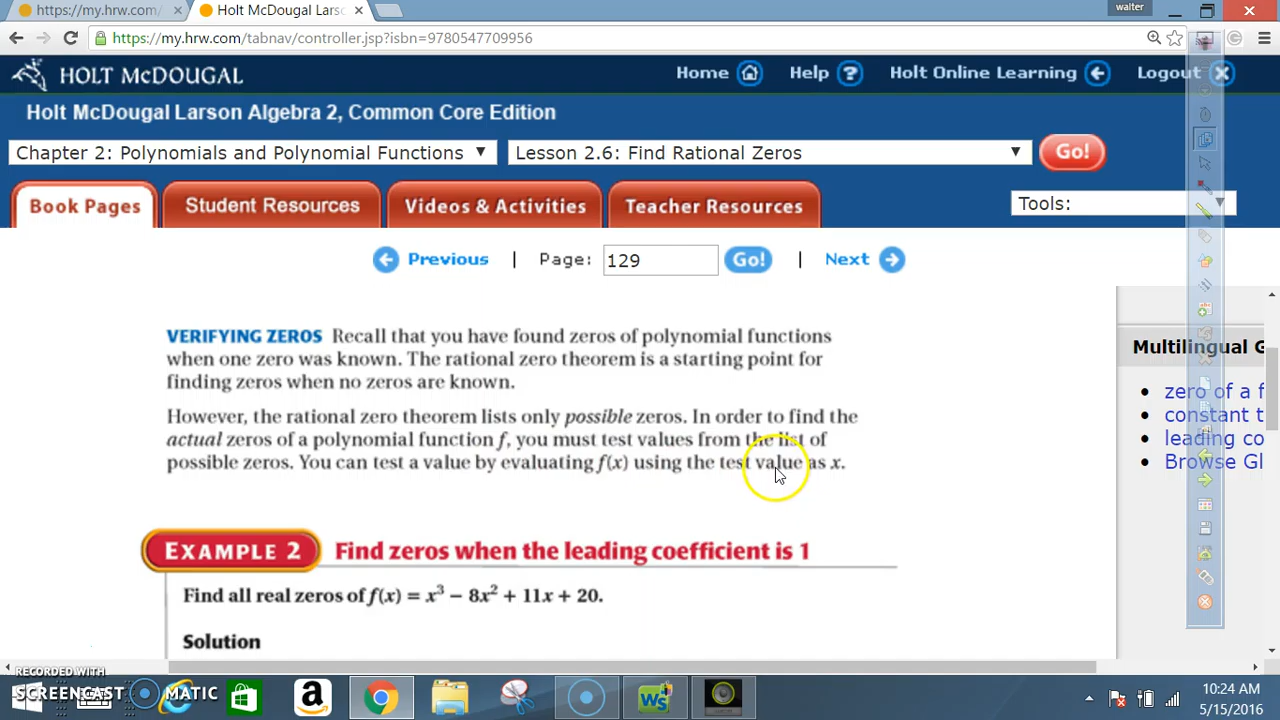 https://my.hrw.com/
Holt McDougal Lars
walter
https://my.hrw.com/tabnav/controller.jsp?isbn=9780547709956
HOLT MCDOUGAL
Home
Help
Holt Online Learning
Logout
Holt McDougal Larson Algebra 2, Common Core Edition
Chapter 2: Polynomials and Polynomial Functions
Lesson 2.6: Find Rational Zeros
Go!
Book Pages
Student Resources
Videos & Activities
Teacher Resources
Tools:
Previous | Page: 129 Go! | Next
VERIFYING ZEROS Recall that you have found zeros of polynomial functions
when one zero was known. The rational zero theorem is a starting point for
finding zeros when no zeros are known.
However, the rational zero theorem lists only possible zeros. In order to find the
actual zeros of a polynomial function f, you must test values from the list of
possible zeros. You can test a value by evaluating f(x) using the test value as x.
EXAMPLE 2 Find zeros when the leading coefficient is 1
Find all real zeros of f(x) = x³ − 8x² + 11x + 20.
Solution
Multilingual G
zero of a f
constant t
leading co
Browse Gl
RECORDED WITH
SCREENCAST MATIC
10:24 AM
5/15/2016